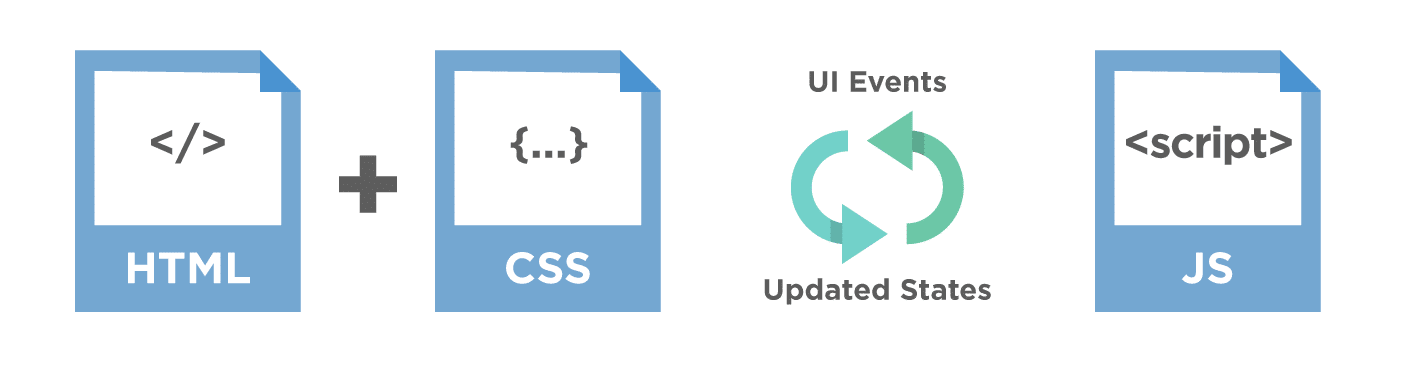 </>
HTML
+
{...}
CSS
UI Events
Updated States
<script>
JS